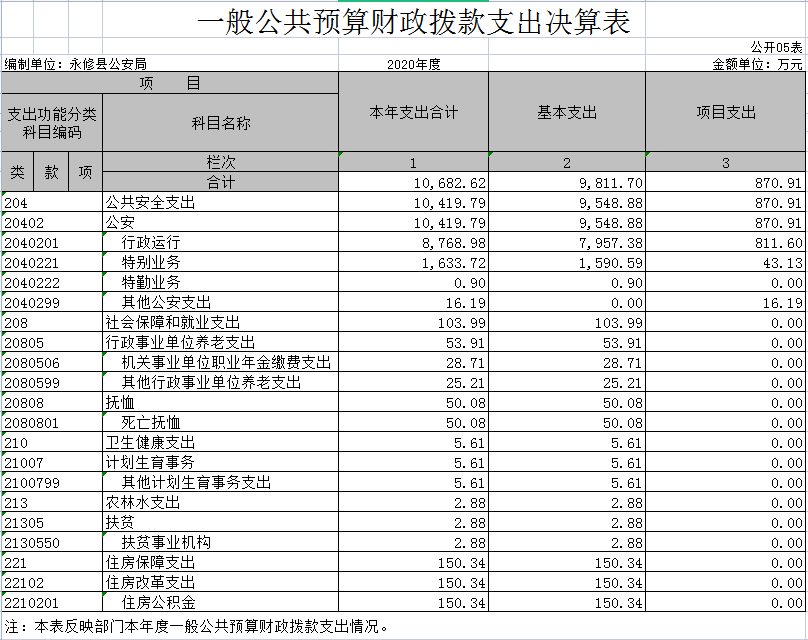 一般公共预算财政拨款支出决算表
公开05表
编制单位：永修县公安局 2020年度 金额单位：万元
项 目 本年支出合计 基本支出 项目支出
支出功能分类科目编码 科目名称
类 款 项 栏次 1 2 3
合计 10,682.62 9,811.70 870.91
204 公共安全支出 10,419.79 9,548.88 870.91
20402 公安 10,419.79 9,548.88 870.91
2040201 行政运行 8,768.98 7,957.38 811.60
2040221 特别业务 1,633.72 1,590.59 43.13
2040222 特勤业务 0.90 0.90 0.00
2040299 其他公安支出 16.19 0.00 16.19
208 社会保障和就业支出 103.99 103.99 0.00
20805 行政事业单位养老支出 53.91 53.91 0.00
2080506 机关事业单位职业年金缴费支出 28.71 28.71 0.00
2080599 其他行政事业单位养老支出 25.21 25.21 0.00
20808 抚恤 50.08 50.08 0.00
2080801 死亡抚恤 50.08 50.08 0.00
210 卫生健康支出 5.61 5.61 0.00
21007 计划生育事务 5.61 5.61 0.00
2100799 其他计划生育事务支出 5.61 5.61 0.00
213 农林水支出 2.88 2.88 0.00
21305 扶贫 2.88 2.88 0.00
2130550 扶贫事业机构 2.88 2.88 0.00
221 住房保障支出 150.34 150.34 0.00
22102 住房改革支出 150.34 150.34 0.00
2210201 住房公积金 150.34 150.34 0.00
注：本表反映部门本年度一般公共预算财政拨款支出情况。